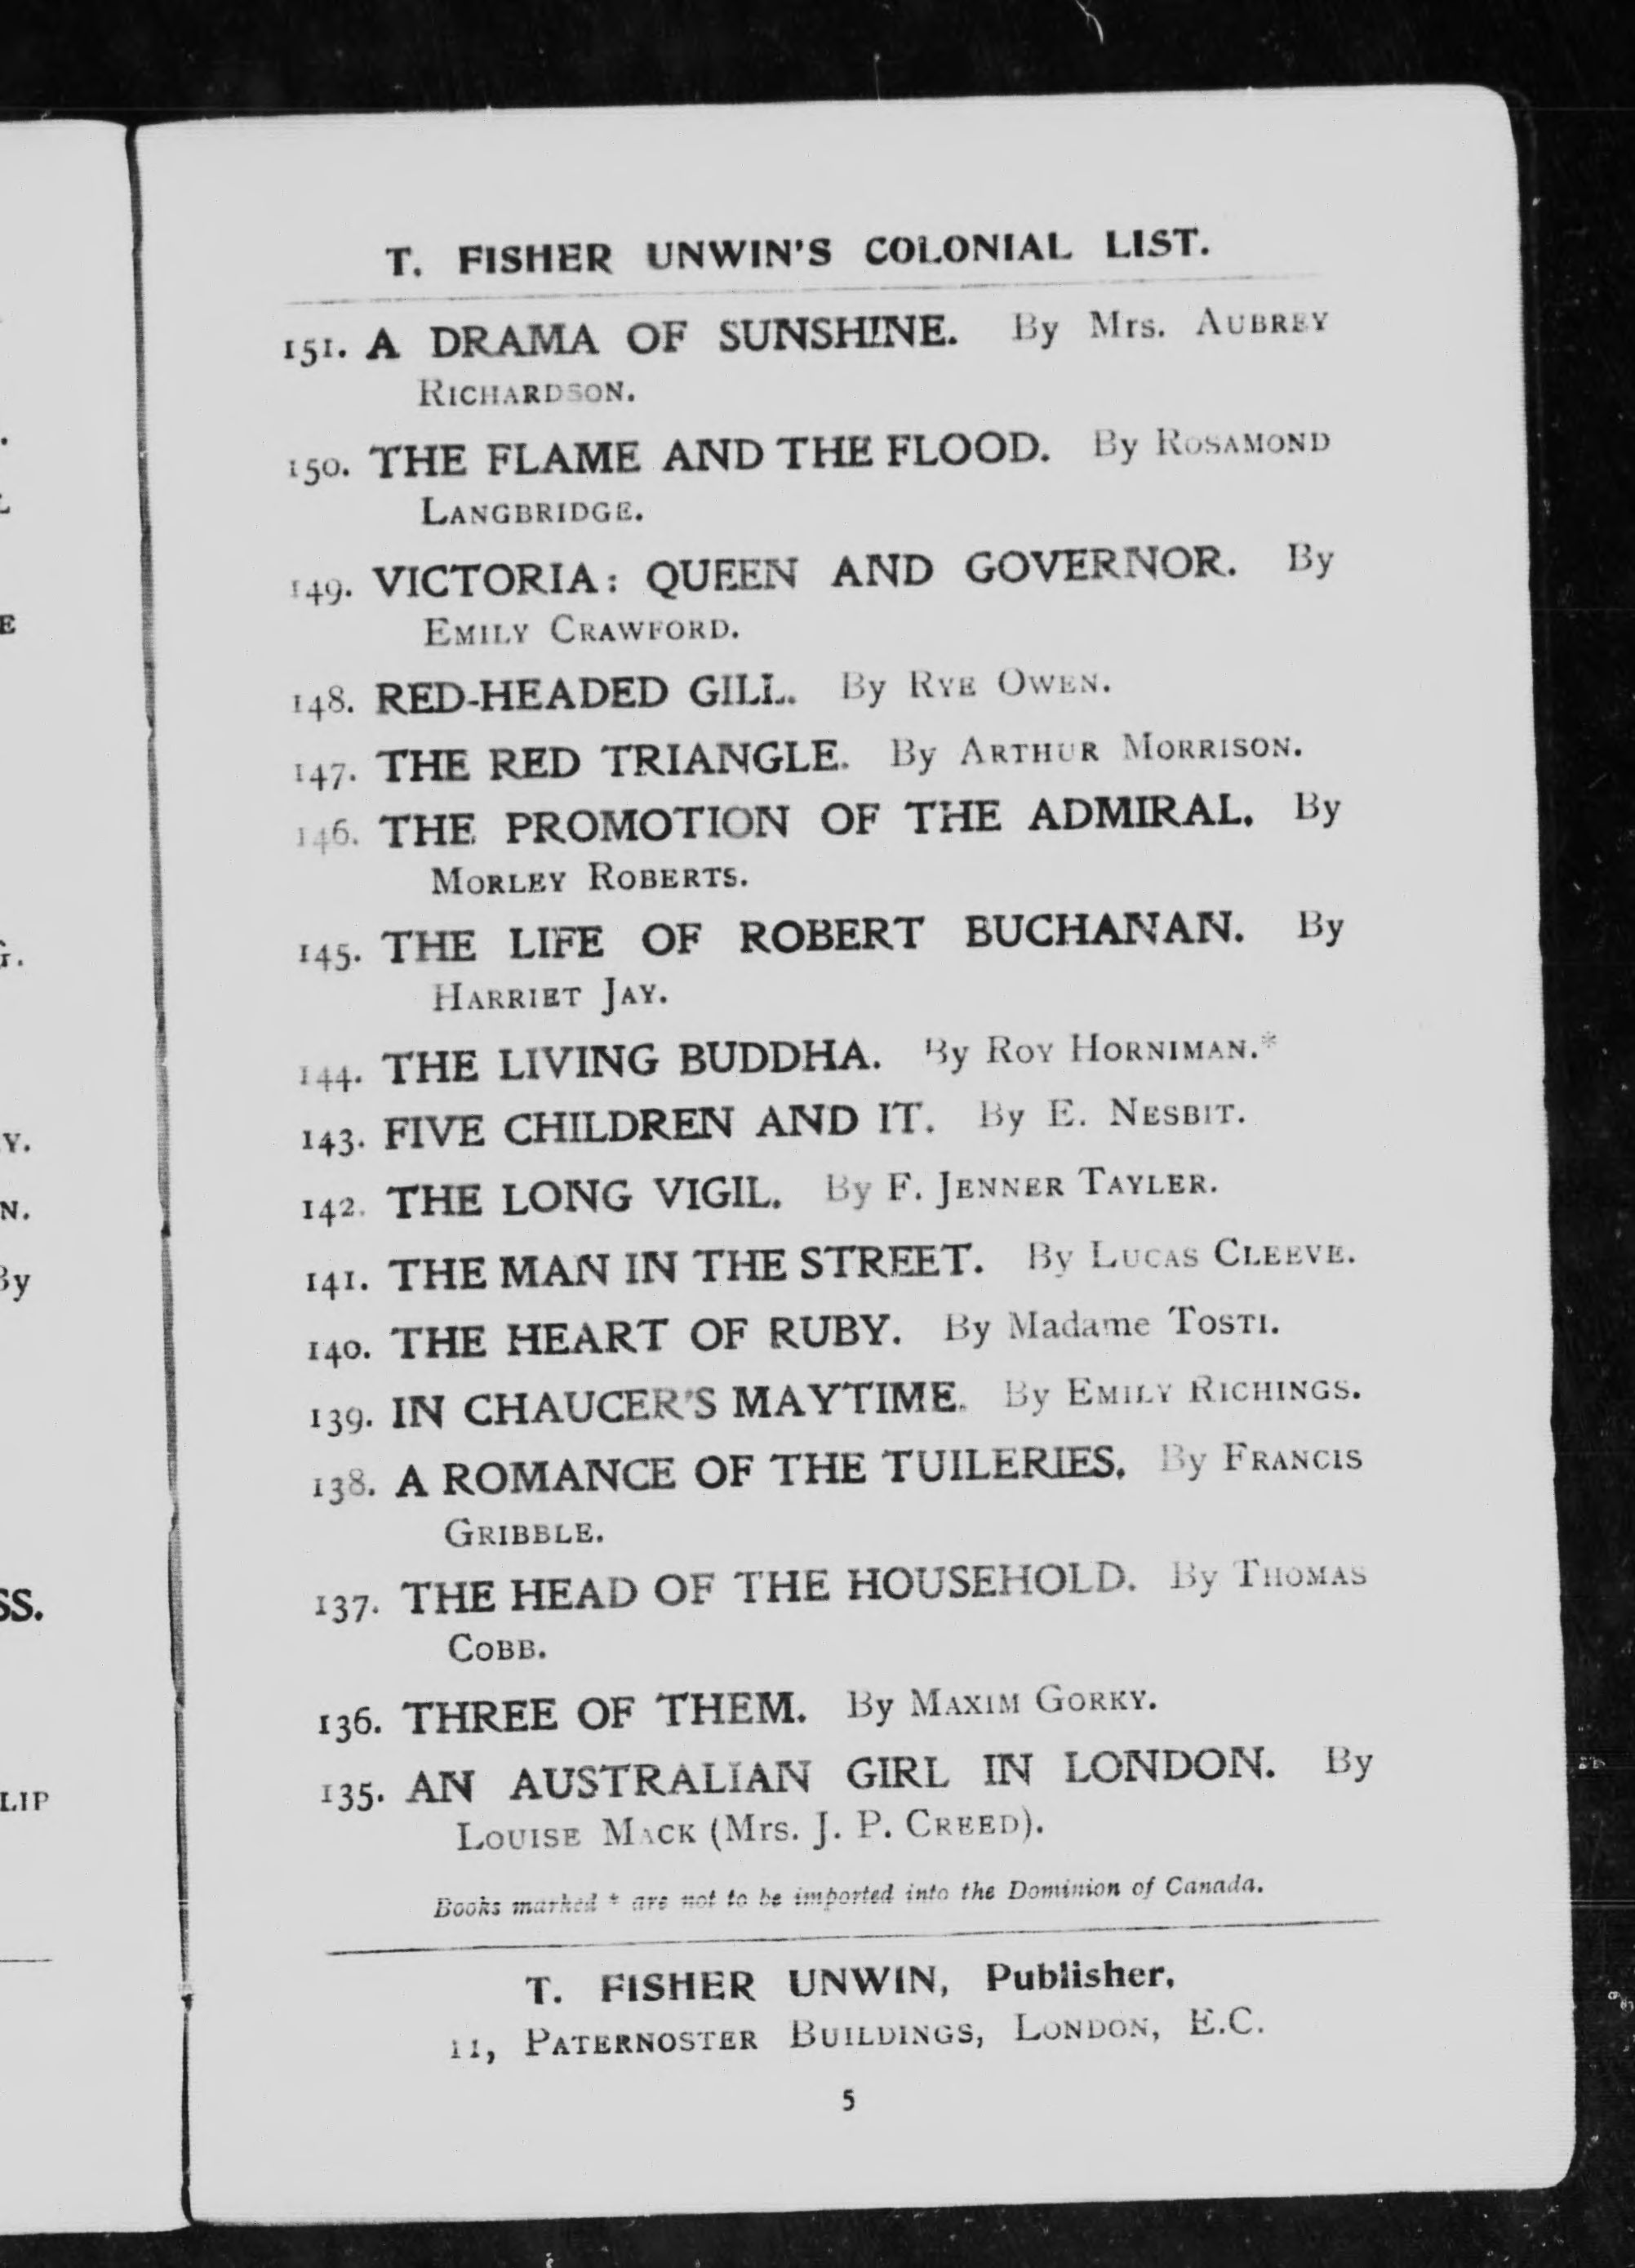 T. FISHER UNWIN'S COLONIAL LIST.
151. A DRAMA OF SUNSHINE. By Mrs. AUBREY
RICHARDSON.
150. THE FLAME AND THE FLOOD. By ROSAMOND
LANGBRIDGE.
149. VICTORIA: QUEEN AND GOVERNOR. By
EMILY CRAWFORD.
148. RED-HEADED GILL. By RYE OWEN.
147. THE RED TRIANGLE. By ARTHUR MORRISON.
146. THE PROMOTION OF THE ADMIRAL. By
MORLEY ROBERTS.
145. THE LIFE OF ROBERT BUCHANAN. By
HARRIET JAY.
144. THE LIVING BUDDHA. By ROY HORNIMAN.*
143. FIVE CHILDREN AND IT. By E. NESBIT.
142. THE LONG VIGIL. By F. JENNER TAYLER.
141. THE MAN IN THE STREET. By LUCAS CLEEVE.
140. THE HEART OF RUBY. By Madame TOSTI.
139. IN CHAUCER'S MAYTIME. By EMILY RICHINGS.
138. A ROMANCE OF THE TUILERIES. By FRANCIS
GRIBBLE.
137. THE HEAD OF THE HOUSEHOLD. By THOMAS
COBB.
136. THREE OF THEM. By MAXIM GORKY.
135. AN AUSTRALIAN GIRL IN LONDON. By
LOUISE MACK (Mrs. J. P. CREED).
Books marked * are not to be imported into the Dominion of Canada.
T. FISHER UNWIN, Publisher,
11, PATERNOSTER BUILDINGS, LONDON, E.C.
5